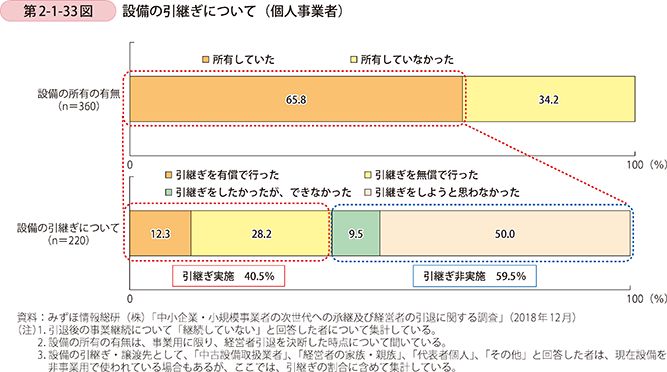 第2-1-33図 設備の引継ぎについて（個人事業者）
所有していた 所有していなかった
設備の所有の有無
（n＝360）
65.8 34.2
0 100（%）
引継ぎを有償で行った 引継ぎを無償で行った
引継ぎをしたかったが、できなかった 引継ぎをしようと思わなかった
設備の引継ぎについて
（n＝220）
12.3 28.2 9.5 50.0
引継ぎ実施 40.5% 引継ぎ非実施 59.5%
0 100（%）
資料：みずほ情報総研（株）「中小企業・小規模事業者の次世代への承継及び経営者の引退に関する調査」（2018年12月）
（注）1. 引退後の事業継続について「継続していない」と回答した者について集計している。
2. 設備の所有の有無は、事業用に限り、経営者引退を決断した時点について聞いている。
3. 設備の引継ぎ・譲渡先として、「中古設備取扱業者」、「経営者の家族・親族」、「代表者個人」、「その他」と回答した者は、現在設備を
非事業用で使われている場合もあるが、ここでは、引継ぎの割合に含めて集計している。